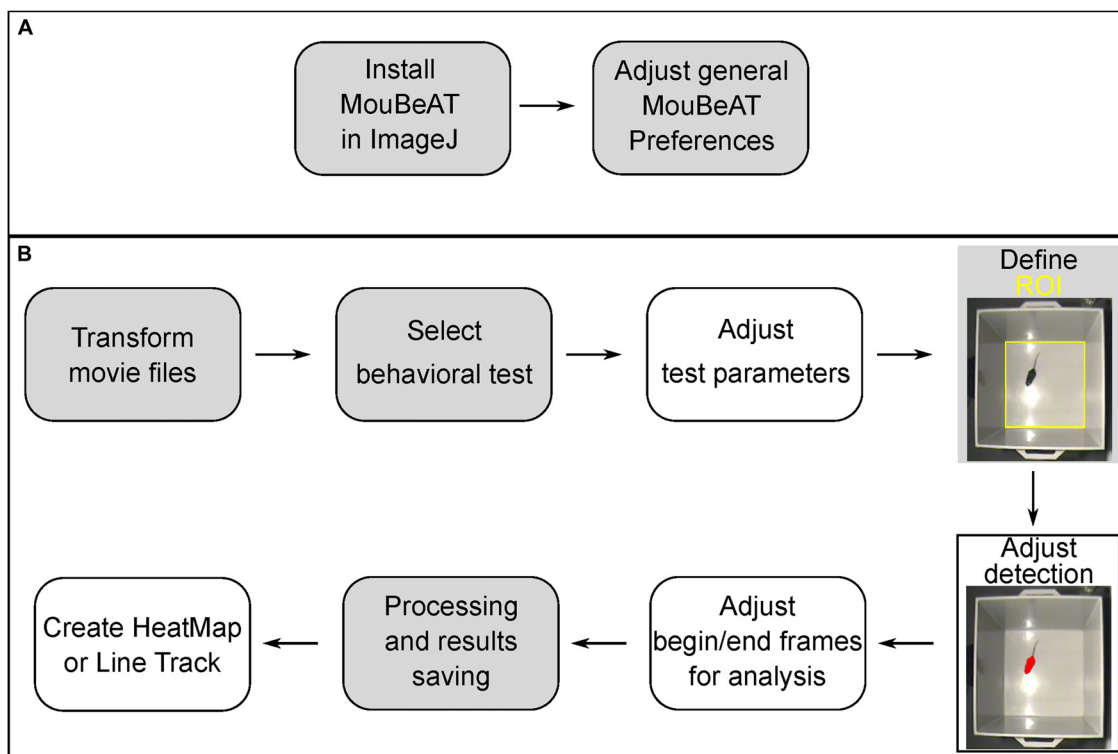 A
Install
MouBeAT
in ImageJ
Adjust general
MouBeAT
Preferences
B
Transform
movie files
Select
behavioral test
Adjust
test parameters
Define
ROI
Adjust
detection
Adjust
begin/end frames
for analysis
Processing
and results
saving
Create HeatMap
or Line Track